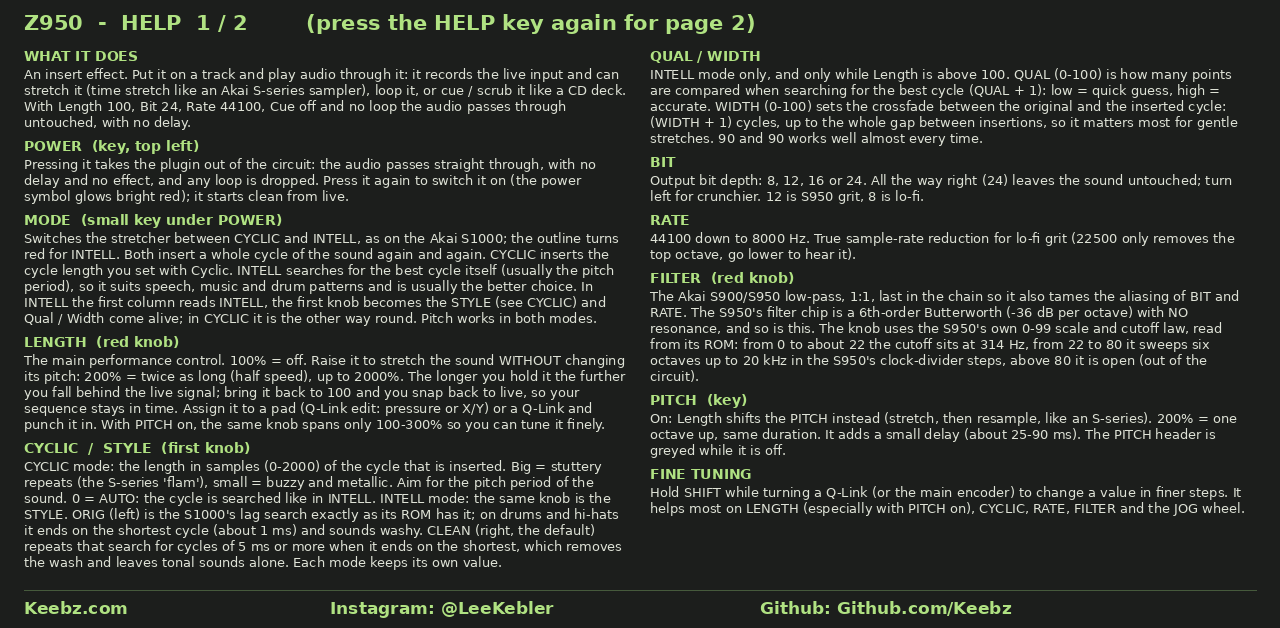 Z950 - HELP 1 / 2 (press the HELP key again for page 2)
WHAT IT DOES
An insert effect. Put it on a track and play audio through it: it records the live input and can
stretch it (time stretch like an Akai S-series sampler), loop it, or cue / scrub it like a CD deck.
With Length 100, Bit 24, Rate 44100, Cue off and no loop the audio passes through
untouched, with no delay.
POWER (key, top left)
Pressing it takes the plugin out of the circuit: the audio passes straight through, with no
delay and no effect, and any loop is dropped. Press it again to switch it on (the power
symbol glows bright red); it starts clean from live.
MODE (small key under POWER)
Switches the stretcher between CYCLIC and INTELL, as on the Akai S1000; the outline turns
red for INTELL. Both insert a whole cycle of the sound again and again. CYCLIC inserts the
cycle length you set with Cyclic. INTELL searches for the best cycle itself (usually the pitch
period), so it suits speech, music and drum patterns and is usually the better choice. In
INTELL the first column reads INTELL, the first knob becomes the STYLE (see CYCLIC) and
Qual / Width come alive; in CYCLIC it is the other way round. Pitch works in both modes.
LENGTH (red knob)
The main performance control. 100% = off. Raise it to stretch the sound WITHOUT changing
its pitch: 200% = twice as long (half speed), up to 2000%. The longer you hold it the further
you fall behind the live signal; bring it back to 100 and you snap back to live, so your
sequence stays in time. Assign it to a pad (Q-Link edit: pressure or X/Y) or a Q-Link and
punch it in. With PITCH on, the same knob spans only 100-300% so you can tune it finely.
CYCLIC / STYLE (first knob)
CYCLIC mode: the length in samples (0-2000) of the cycle that is inserted. Big = stuttery
repeats (the S-series 'flam'), small = buzzy and metallic. Aim for the pitch period of the
sound. 0 = AUTO: the cycle is searched like in INTELL. INTELL mode: the same knob is the
STYLE. ORIG (left) is the S1000's lag search exactly as its ROM has it; on drums and hi-hats
it ends on the shortest cycle (about 1 ms) and sounds washy. CLEAN (right, the default)
repeats that search for cycles of 5 ms or more when it ends on the shortest, which removes
the wash and leaves tonal sounds alone. Each mode keeps its own value.
QUAL / WIDTH
INTELL mode only, and only while Length is above 100. QUAL (0-100) is how many points
are compared when searching for the best cycle (QUAL + 1): low = quick guess, high =
accurate. WIDTH (0-100) sets the crossfade between the original and the inserted cycle:
(WIDTH + 1) cycles, up to the whole gap between insertions, so it matters most for gentle
stretches. 90 and 90 works well almost every time.
BIT
Output bit depth: 8, 12, 16 or 24. All the way right (24) leaves the sound untouched; turn
left for crunchier. 12 is S950 grit, 8 is lo-fi.
RATE
44100 down to 8000 Hz. True sample-rate reduction for lo-fi grit (22500 only removes the
top octave, go lower to hear it).
FILTER (red knob)
The Akai S900/S950 low-pass, 1:1, last in the chain so it also tames the aliasing of BIT and
RATE. The S950's filter chip is a 6th-order Butterworth (-36 dB per octave) with NO
resonance, and so is this. The knob uses the S950's own 0-99 scale and cutoff law, read
from its ROM: from 0 to about 22 the cutoff sits at 314 Hz, from 22 to 80 it sweeps six
octaves up to 20 kHz in the S950's clock-divider steps, above 80 it is open (out of the
circuit).
PITCH (key)
On: Length shifts the PITCH instead (stretch, then resample, like an S-series). 200% = one
octave up, same duration. It adds a small delay (about 25-90 ms). The PITCH header is
greyed while it is off.
FINE TUNING
Hold SHIFT while turning a Q-Link (or the main encoder) to change a value in finer steps. It
helps most on LENGTH (especially with PITCH on), CYCLIC, RATE, FILTER and the JOG wheel.
Keebz.com
Instagram: @LeeKebler
Github: Github.com/Keebz